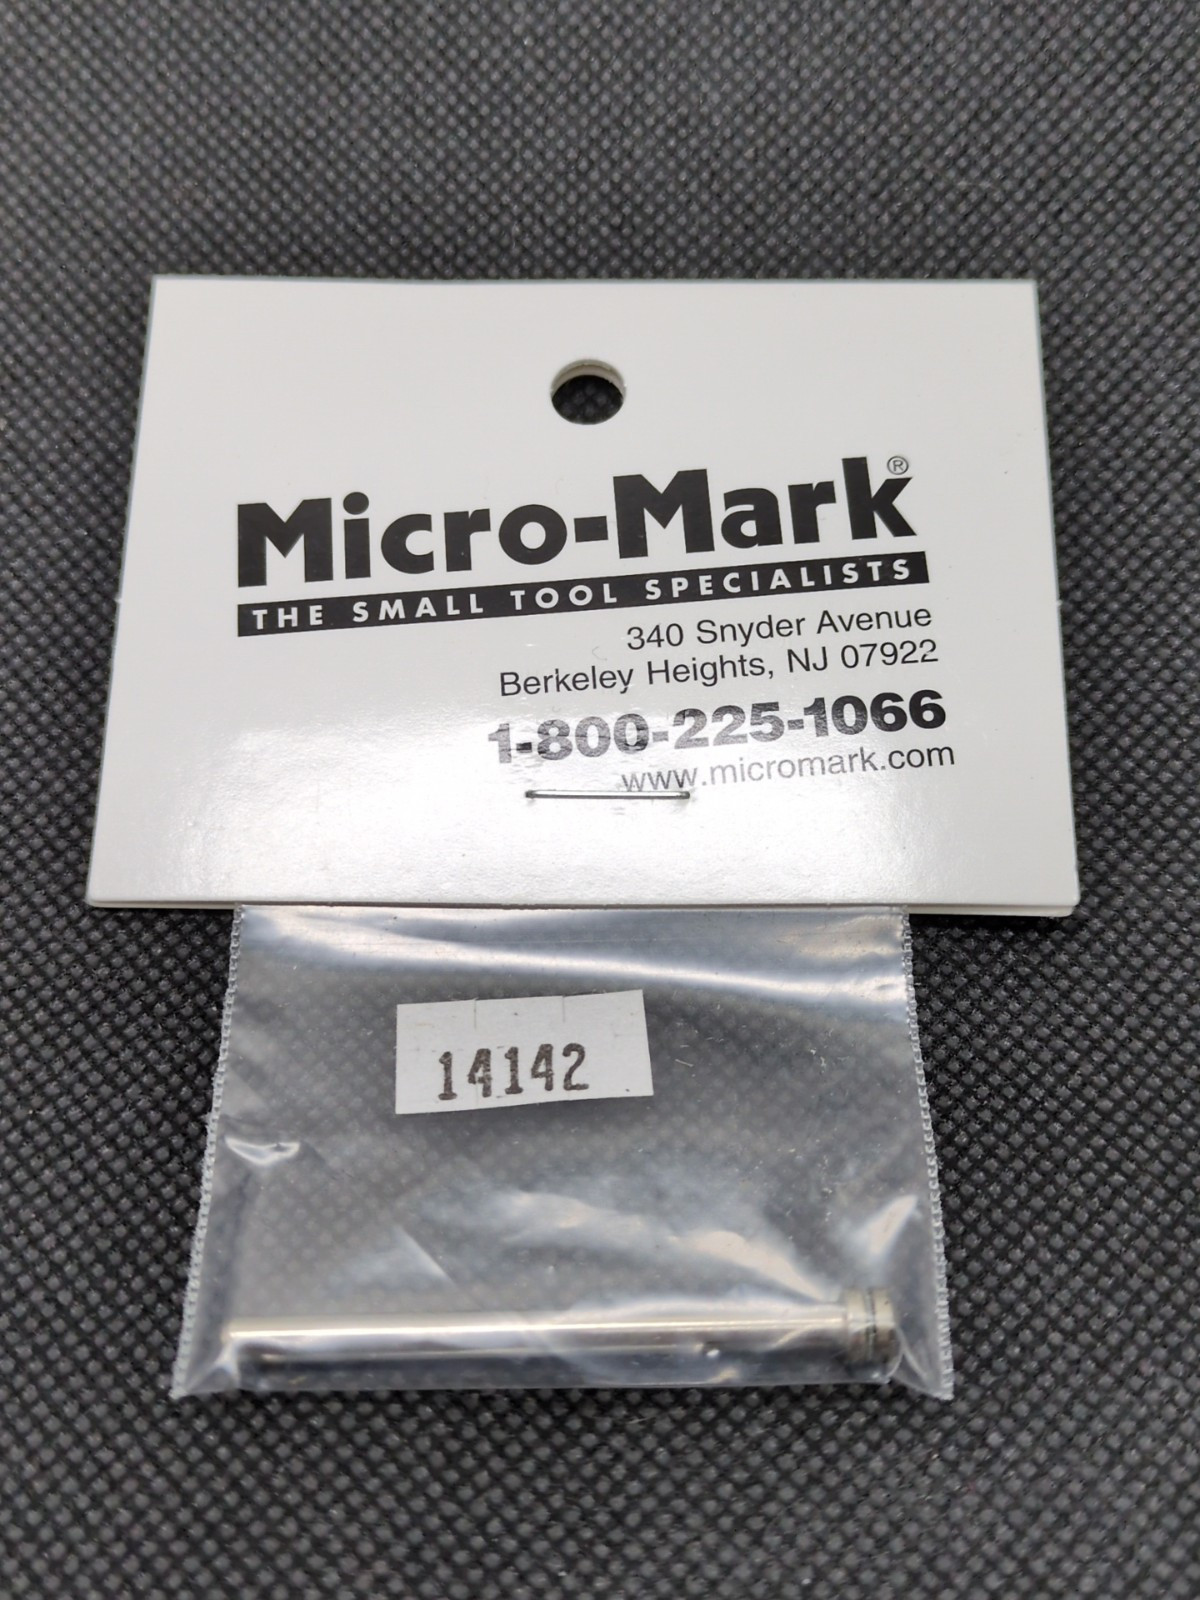 Micro-Mark®
THE SMALL TOOL SPECIALISTS
340 Snyder Avenue
Berkeley Heights, NJ 07922
1-800-225-1066
www.micromark.com
14142